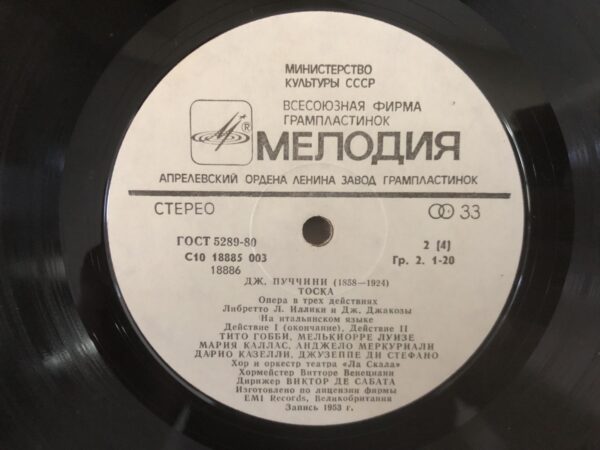 МИНИСТЕРСТВО
КУЛЬТУРЫ СССР
ВСЕСОЮЗНАЯ ФИРМА
ГРАМПЛАСТИНОК
®
МЕЛОДИЯ
АПРЕЛЕВСКИЙ ОРДЕНА ЛЕНИНА ЗАВОД ГРАМПЛАСТИНОК
СТЕРЕО
33
ГОСТ 5289-80
2 (4)
С10 18885 003
Гр. 2. 1-20
18886
ДЖ. ПУЧЧИНИ (1858—1924)
ТОСКА
Опера в трех действиях
Либретто Л. Иллики и Дж. Джакозы
На итальянском языке
Действие I (окончание), Действие II
ТИТО ГОББИ, МЕЛЬКИОРРЕ ЛУИЗЕ
МАРИЯ КАЛЛАС, АНДЖЕЛО МЕРКУРИАЛИ
ДАРИО КАЗЕЛЛИ, ДЖУЗЕППЕ ДИ СТЕФАНО
Хор и оркестр театра «Ла Скала»
Хормейстер Витторе Венециани
Дирижер ВИКТОР ДЕ САБАТА
Изготовлено по лицензии фирмы
EMI Records, Великобритания
Запись 1953 г.